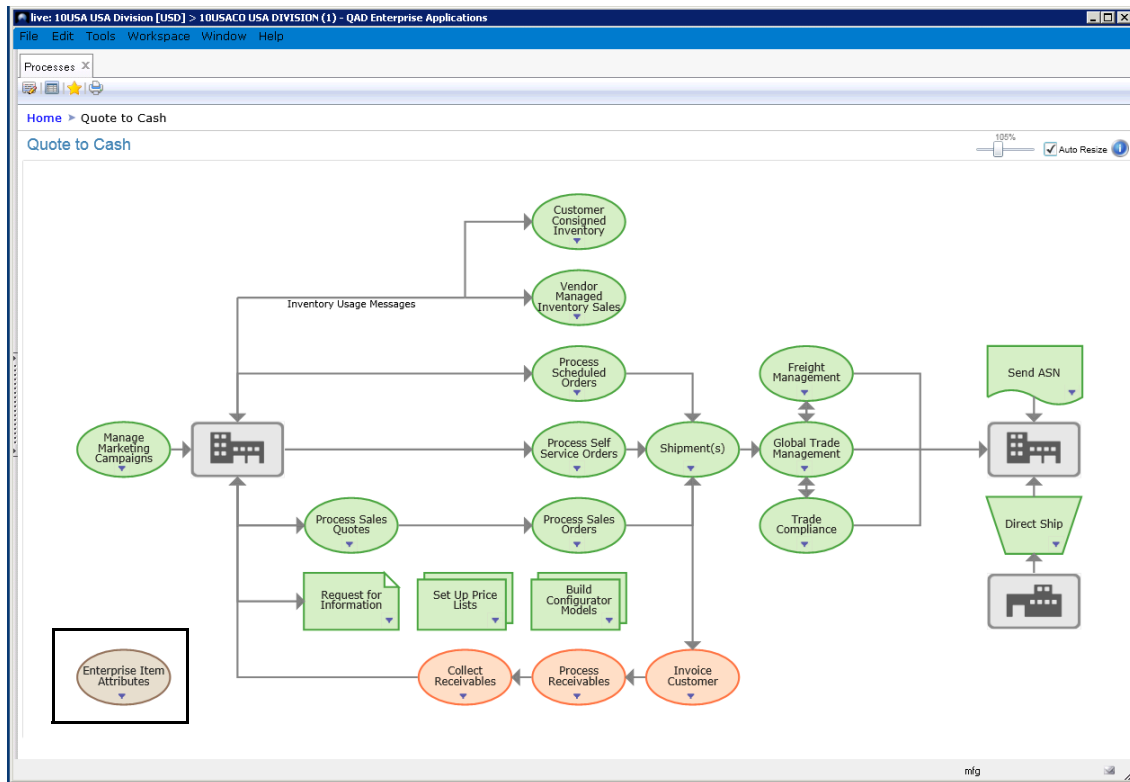 live: 10USA USA Division [USD] > 10USACO USA DIVISION (1) - QAD Enterprise Applications
File Edit Tools Workspace Window Help
Processes
Home Quote to Cash
Quote to Cash
105%
Auto Resize
Customer
Consigned
Inventory
Inventory Usage Messages
Vendor
Managed
Inventory Sales
Process
Scheduled
Orders
Freight
Management
Send ASN
Manage
Marketing
Campaigns
Process Self
Service Orders
Shipment(s)
Global Trade
Management
Process Sales
Quotes
Process Sales
Orders
Trade
Compliance
Direct Ship
Request for
Information
Set Up Price
Lists
Build
Configurator
Models
Enterprise Item
Attributes
Collect
Receivables
Process
Receivables
Invoice
Customer
mfg